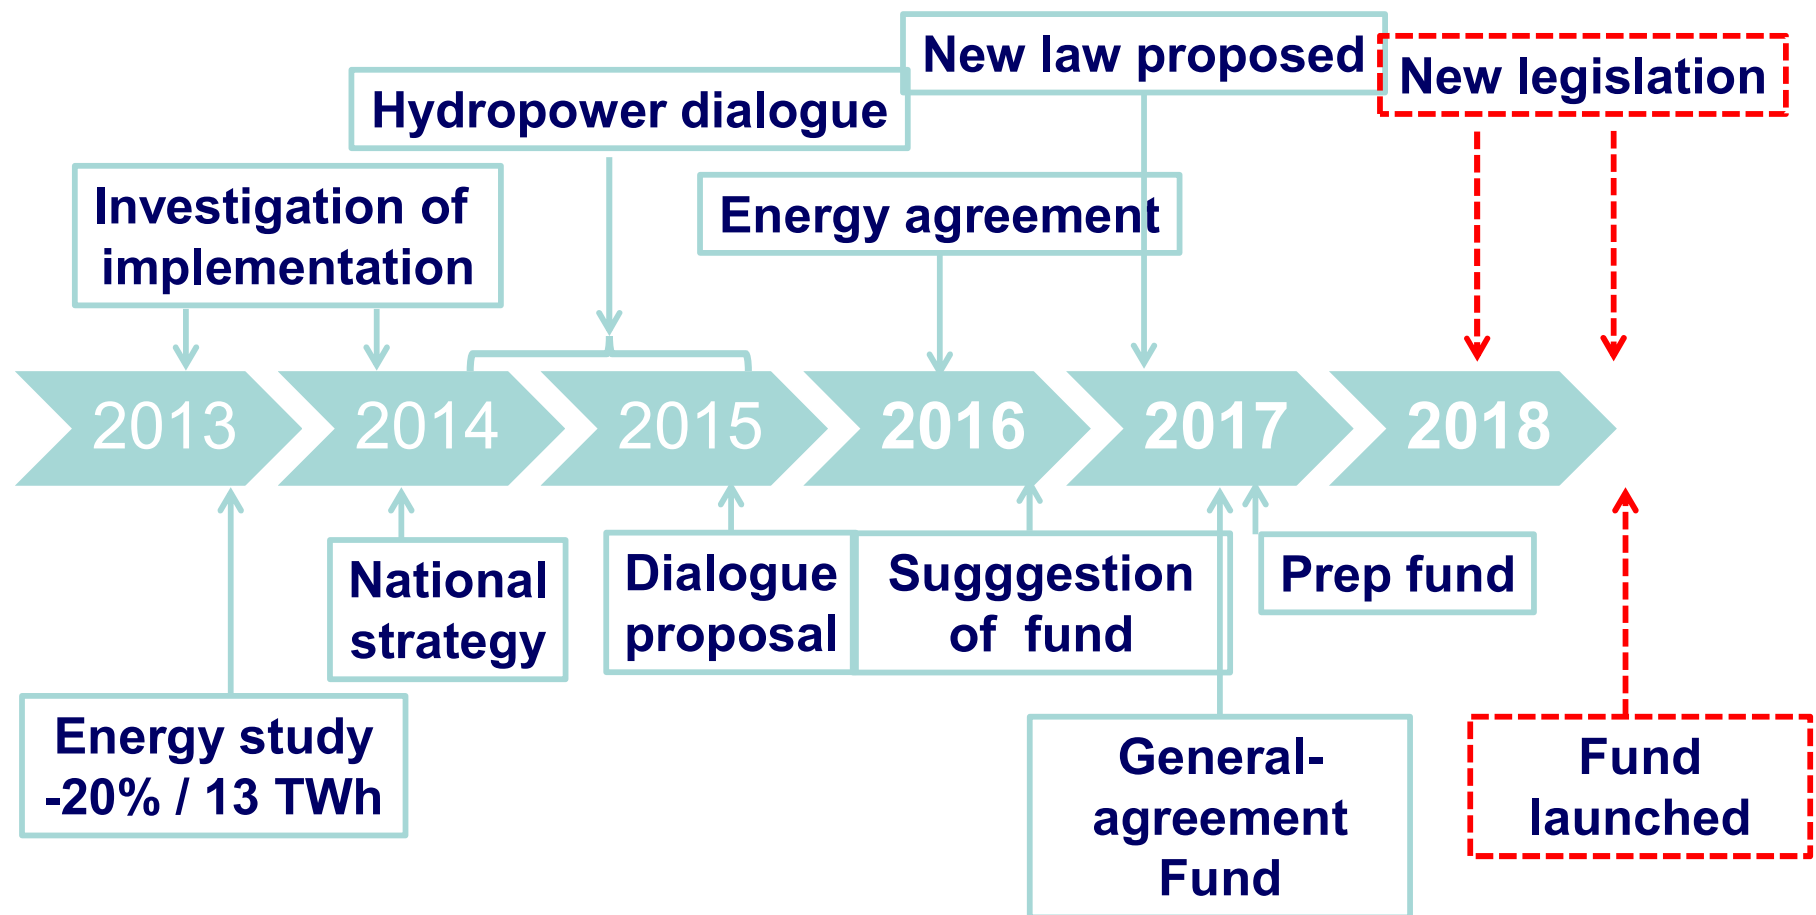 New law proposed
New legislation
Hydropower dialogue
Investigation of
implementation
Energy agreement
2013
2014
2015
2016
2017
2018
National
strategy
Dialogue
proposal
Sugggestion
of fund
Prep fund
Energy study
-20% / 13 TWh
General-
agreement
Fund
Fund
launched